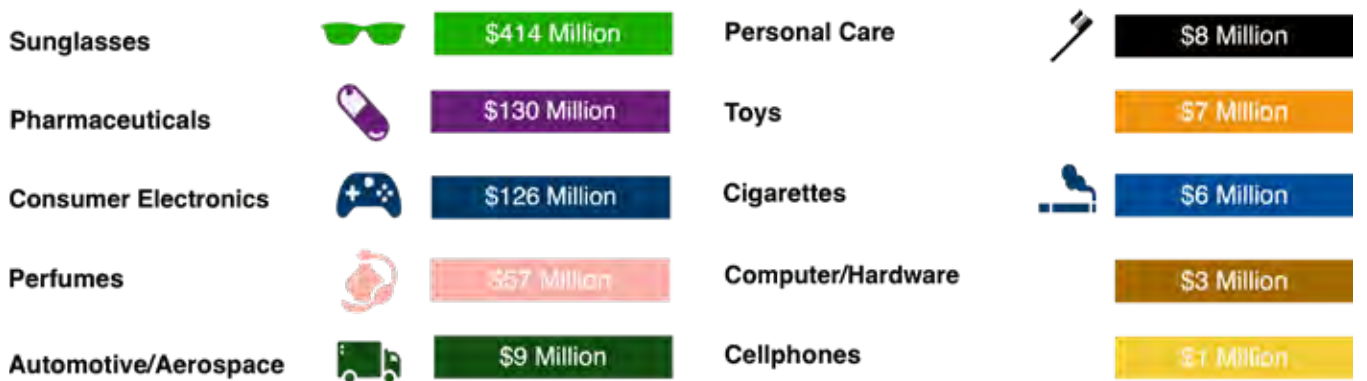 Sunglasses $414 Million
Pharmaceuticals $130 Million
Consumer Electronics $126 Million
Perfumes $57 Million
Automotive/Aerospace $9 Million
Personal Care $8 Million
Toys $7 Million
Cigarettes $6 Million
Computer/Hardware $3 Million
Cellphones $1 Million